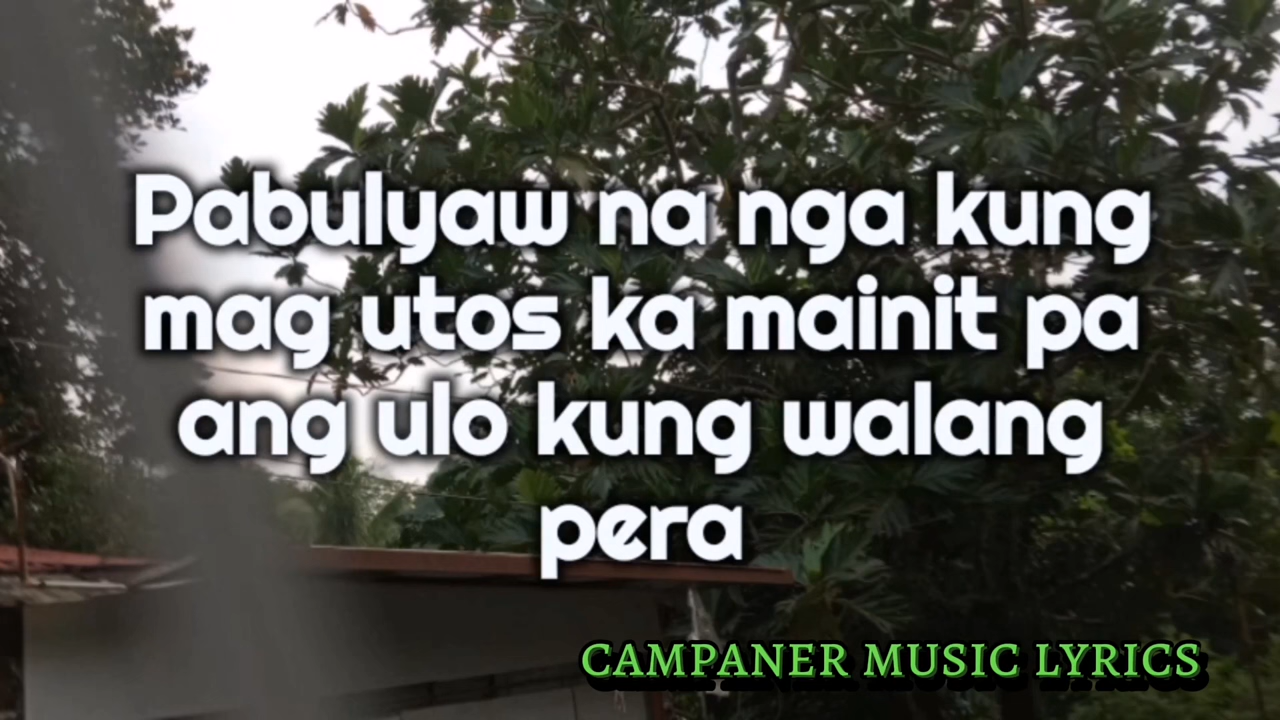 Pabulyaw na nga kung
mag utos ka mainit pa
ang ulo kung walang
pera
CAMPANER MUSIC LYRICS